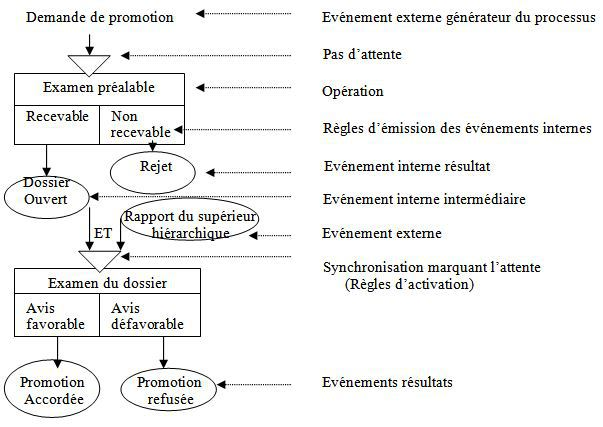 Demande de promotion
Evénement externe générateur du processus
Pas d'attente
Examen préalable
Opération
Recevable
Non
recevable
Règles d'émission des événements internes
Rejet
Evénement interne résultat
Dossier
Ouvert
Evénement interne intermédiaire
ET
Rapport du supérieur
hiérarchique
Evénement externe
Synchronisation marquant l'attente
(Règles d'activation)
Examen du dossier
Avis
favorable
Avis
défavorable
Promotion
Accordée
Promotion
refusée
Evénements résultats